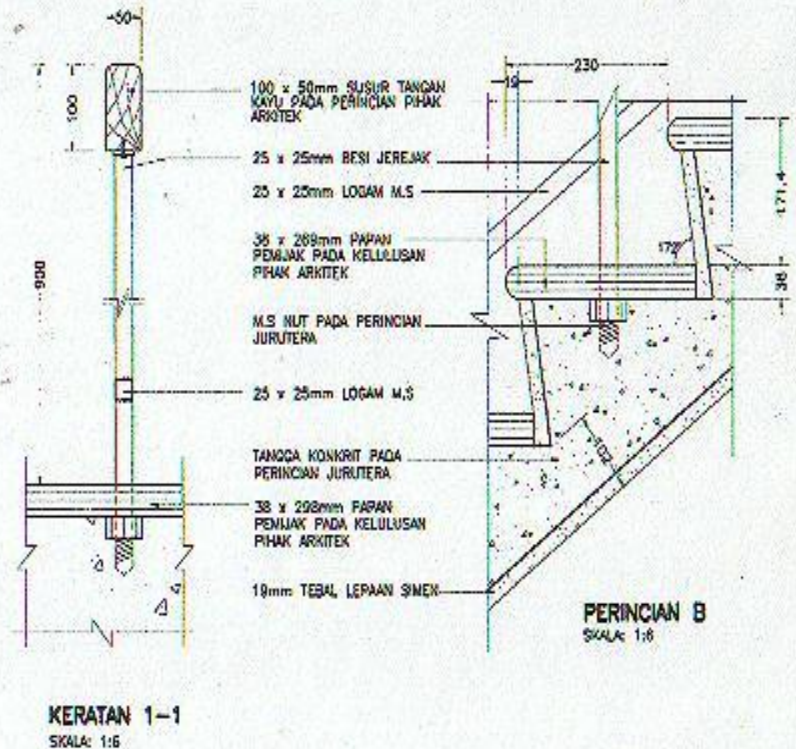 50
230
19
100 x 50mm SUSUR TANGAN
KAYU PADA PERINCIAN PIHAK
ARKITEK
100
25 x 25mm BESI JEREJAK
25 x 25mm LOGAM M.S
171.4
38 x 269mm PAPAN
PEMIJAK PADA KELULUSAN
PIHAK ARKITEK
172
38
900
M.S NUT PADA PERINCIAN
JURUTERA
25 x 25mm LOGAM M.S
TANGGA KONKRIT PADA
PERINCIAN JURUTERA
102
38 x 298mm PAPAN
PEMIJAK PADA KELULUSAN
PIHAK ARKITEK
19mm TEBAL LEPAAN SIMEN
PERINCIAN B
SKALA: 1:6
KERATAN 1-1
SKALA: 1:6